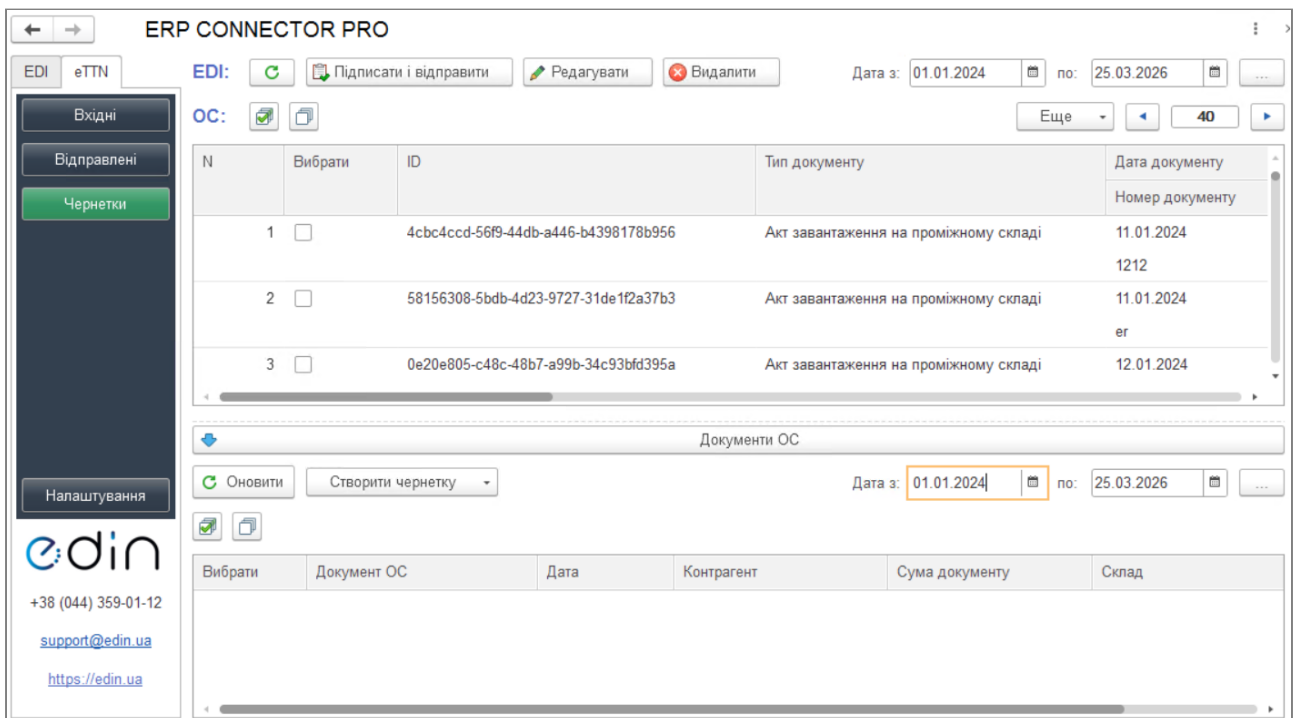 ERP CONNECTOR PRO
EDI eTTN
EDI: Підписати і відправити Редагувати Видалити Дата з: 01.01.2024 по: 25.03.2026 ...
Вхідні
ОС: Еще 40
Відправлені
N Вибрати ID Тип документу Дата документу
Чернетки
Номер документу
1 4cbc4ccd-56f9-44db-a446-b4398178b956 Акт завантаження на проміжному складі 11.01.2024
1212
2 58156308-5bdb-4d23-9727-31de1f2a37b3 Акт завантаження на проміжному складі 11.01.2024
er
3 0e20e805-c48c-48b7-a99b-34c93bfd395a Акт завантаження на проміжному складі 12.01.2024
Документи ОС
Оновити Створити чернетку Дата з: 01.01.2024 по: 25.03.2026 ...
Налаштування
edin
Вибрати Документ ОС Дата Контрагент Сума документу Склад
+38 (044) 359-01-12
support@edin.ua
https://edin.ua